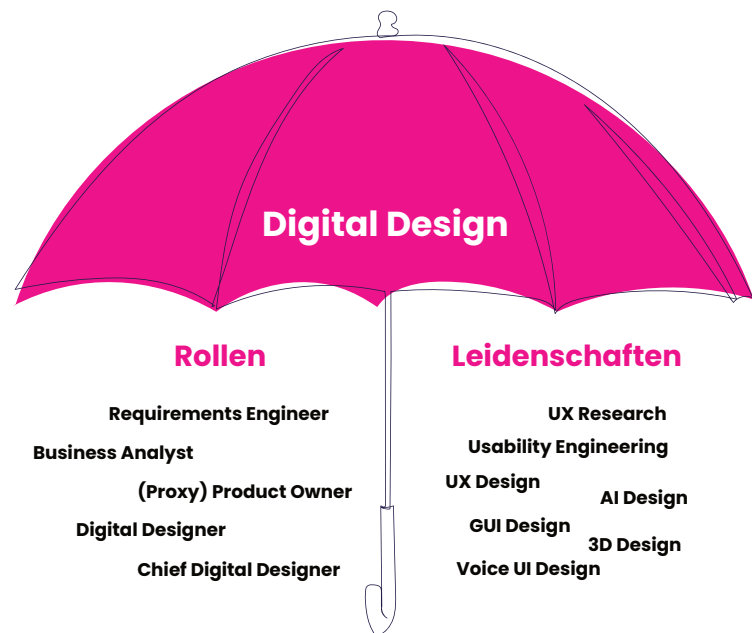 Digital Design
Rollen
Requirements Engineer
Business Analyst
(Proxy) Product Owner
Digital Designer
Chief Digital Designer
Leidenschaften
UX Research
Usability Engineering
UX Design
AI Design
GUI Design
3D Design
Voice UI Design